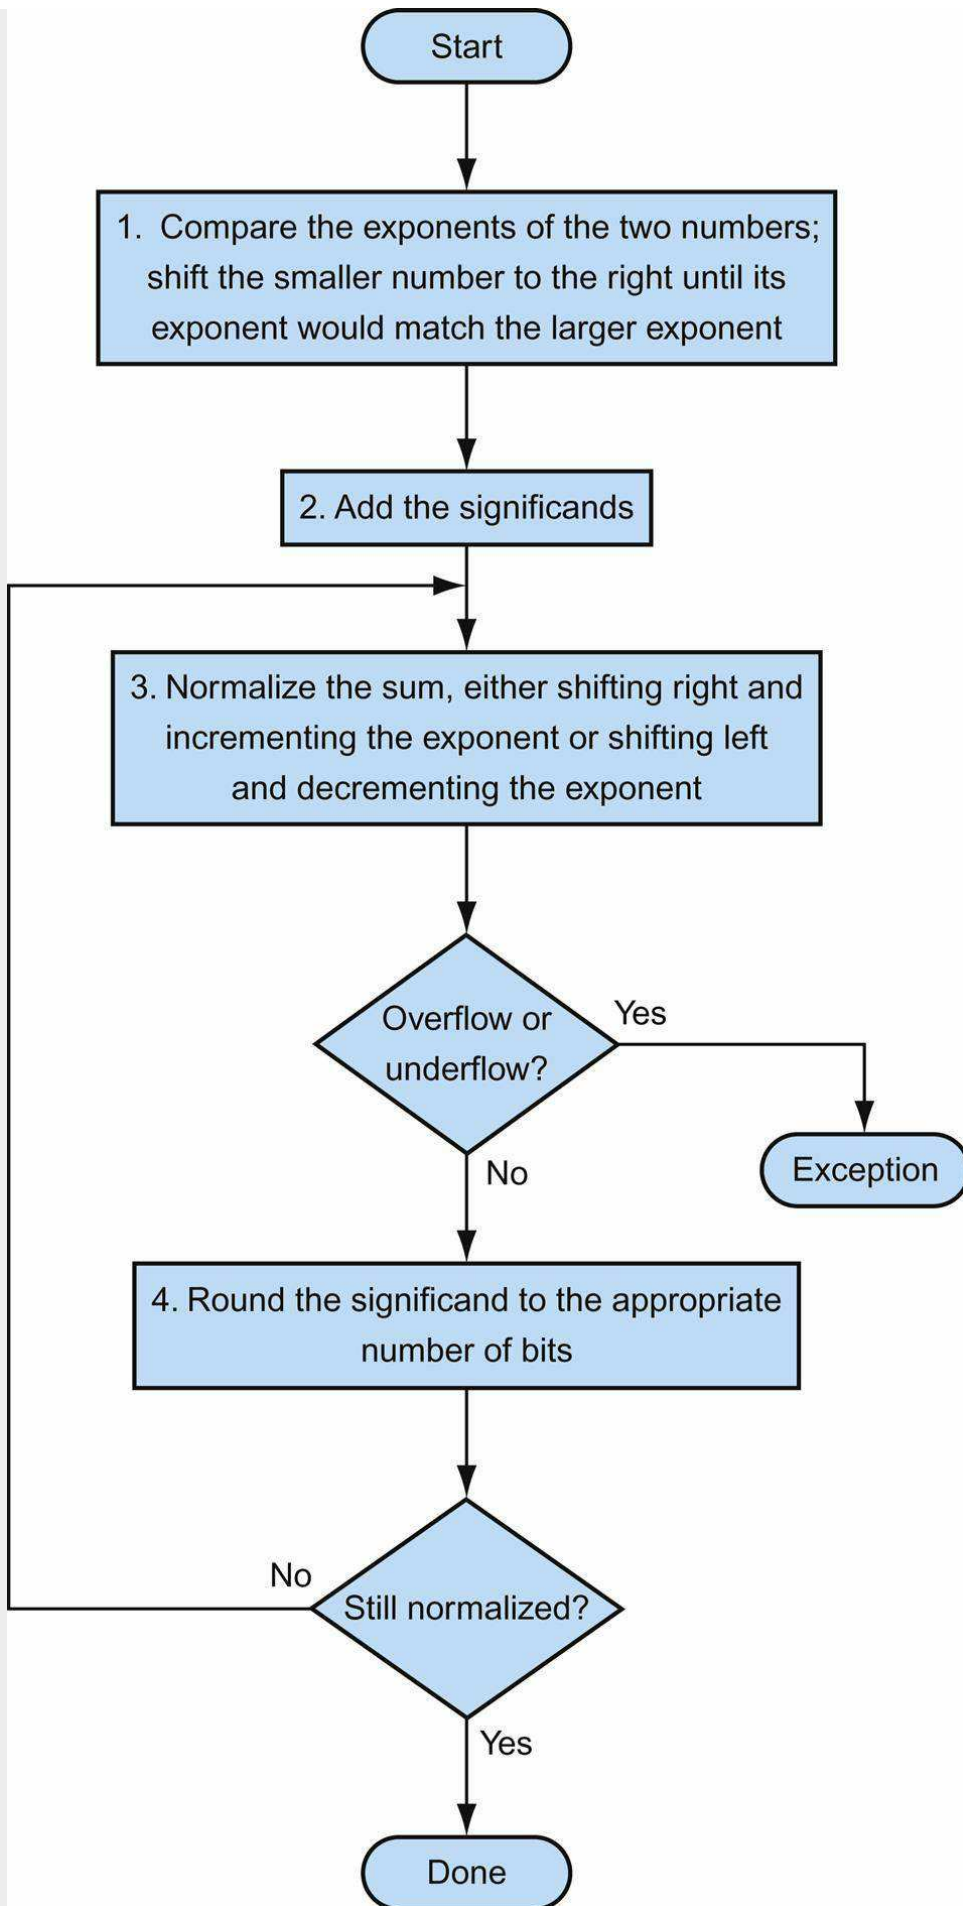 Start
1. Compare the exponents of the two numbers;
shift the smaller number to the right until its
exponent would match the larger exponent
2. Add the significands
3. Normalize the sum, either shifting right and
incrementing the exponent or shifting left
and decrementing the exponent
Overflow or
underflow?
Yes
No
Exception
4. Round the significand to the appropriate
number of bits
No
Still normalized?
Yes
Done